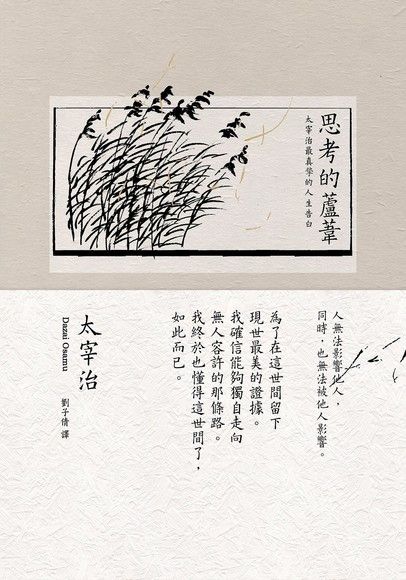 思考的蘆葦
太宰治最真摯的人生告白
人無法影響他人，
同時，也無法被他人影響。
為了在這世間留下
現世最美的證據。
我確信能夠獨自走向
無人容許的那條路。
我終於也懂得這世間了，
如此而已。
太宰治
Dazai Osamu
劉子倩 譯